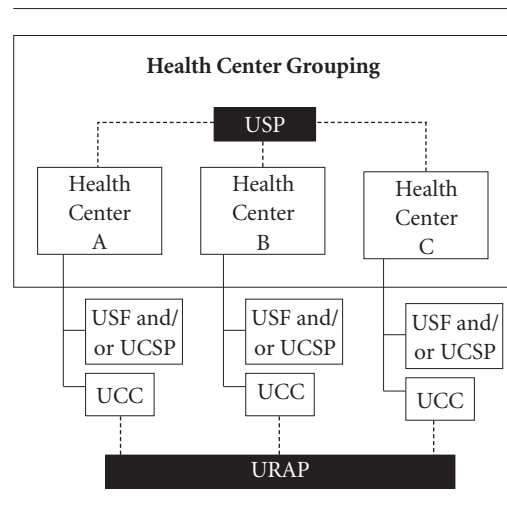 Health Center Grouping
USP
Health
Center
A
Health
Center
B
Health
Center
C
USF and/
or UCSP
USF and/
or UCSP
USF and/
or UCSP
UCC
UCC
UCC
URAP